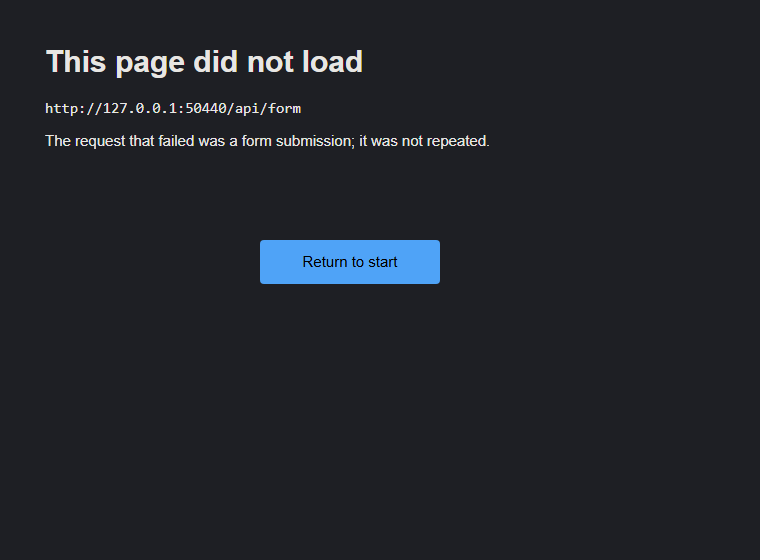 This page did not load
http://127.0.0.1:50440/api/form
The request that failed was a form submission; it was not repeated.
Return to start